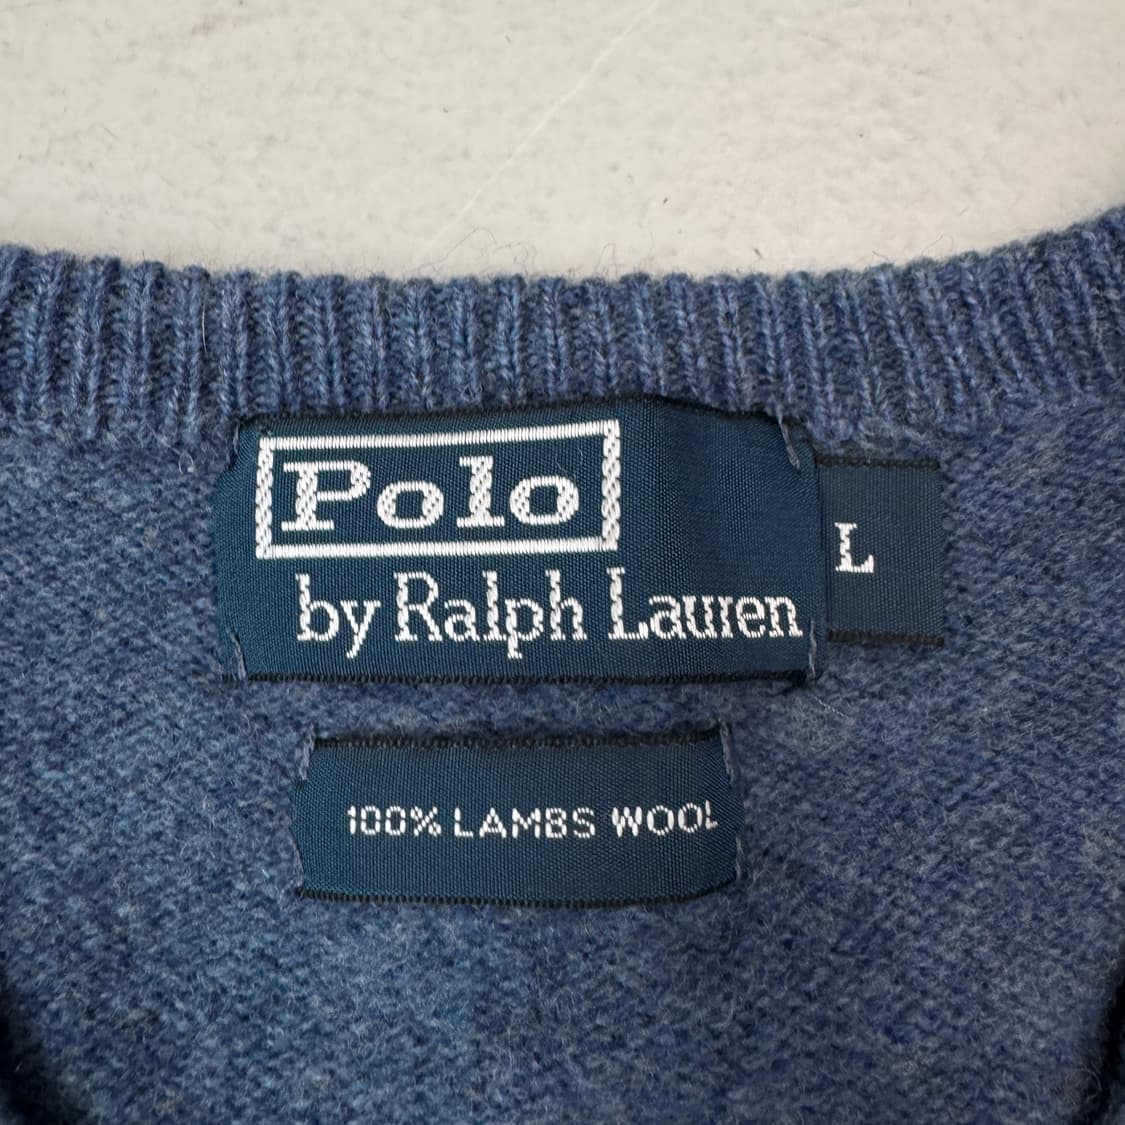 Polo
by Ralph Lauren
L
100% LAMBS WOOL